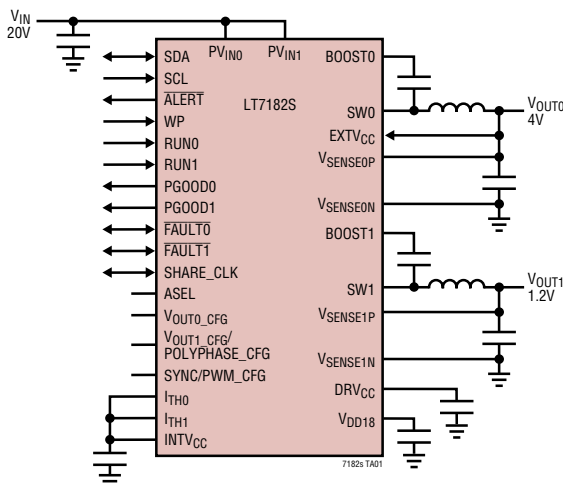 VIN
20V
PVIN0 PVIN1
LT7182S
SDA
SCL
ALERT
WP
RUN0
RUN1
PGOOD0
PGOOD1
FAULT0
FAULT1
SHARE_CLK
ASEL
VOUT0_CFG
VOUT1_CFG/
POLYPHASE_CFG
SYNC/PWM_CFG
ITH0
ITH1
INTVCC
BOOST0
SW0
EXTVCC
VSENSE0P
VSENSE0N
BOOST1
SW1
VSENSE1P
VSENSE1N
DRVCC
VDD18
VOUT0
4V
VOUT1
1.2V
7182s TA01